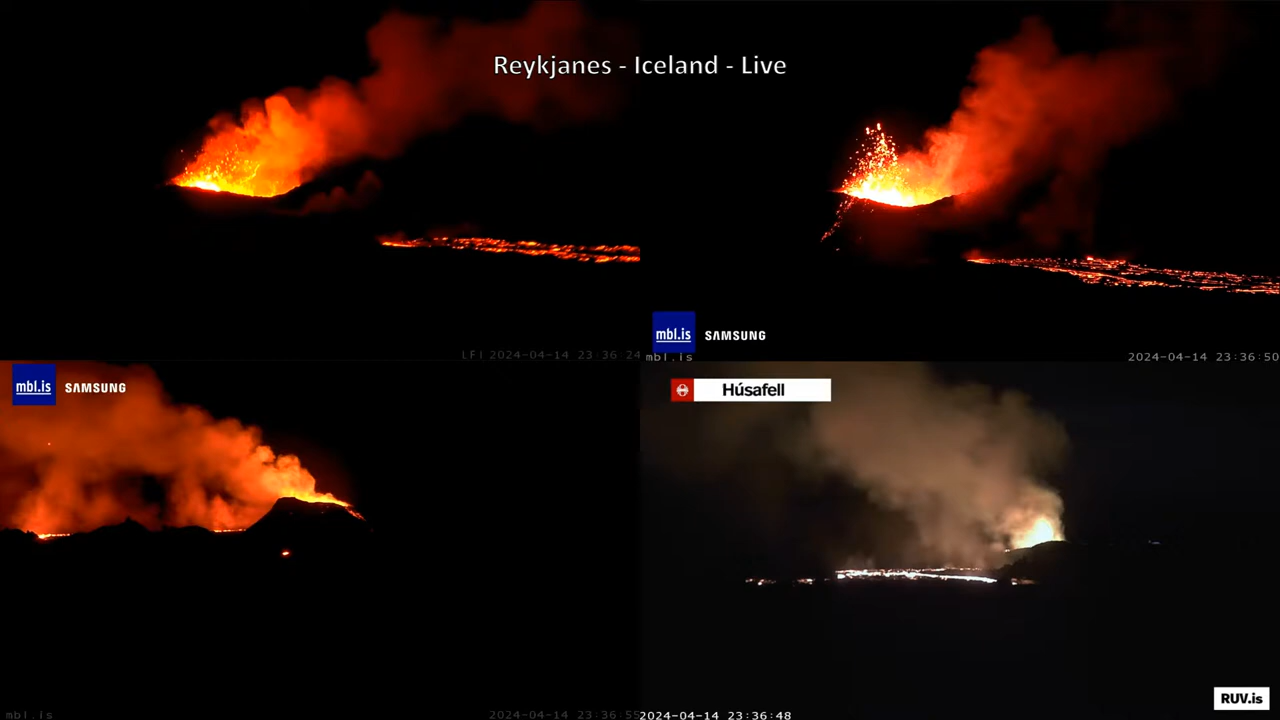 Reykjanes - Iceland - Live
LFI 2024-04-14 23:36:24
mbl.is SAMSUNG
mbl.is 2024-04-14 23:36:50
mbl.is SAMSUNG
Húsafell
RUV.is
mbl.is 2024-04-14 23:36:55
2024-04-14 23:36:48